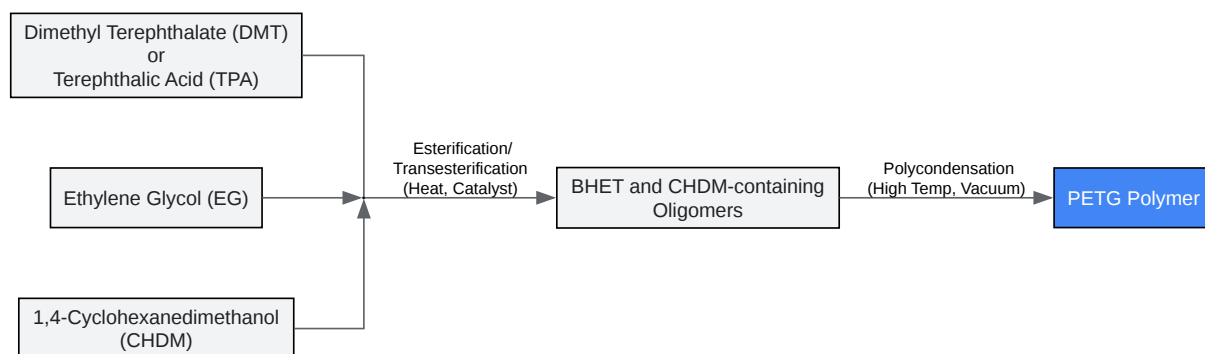 Dimethyl Terephthalate (DMT)
or
Terephthalic Acid (TPA)
Ethylene Glycol (EG)
1,4-Cyclohexanedimethanol
(CHDM)
Esterification/
Transesterification
(Heat, Catalyst)
BHET and CHDM-containing
Oligomers
Polycondensation
(High Temp, Vacuum)
PETG Polymer